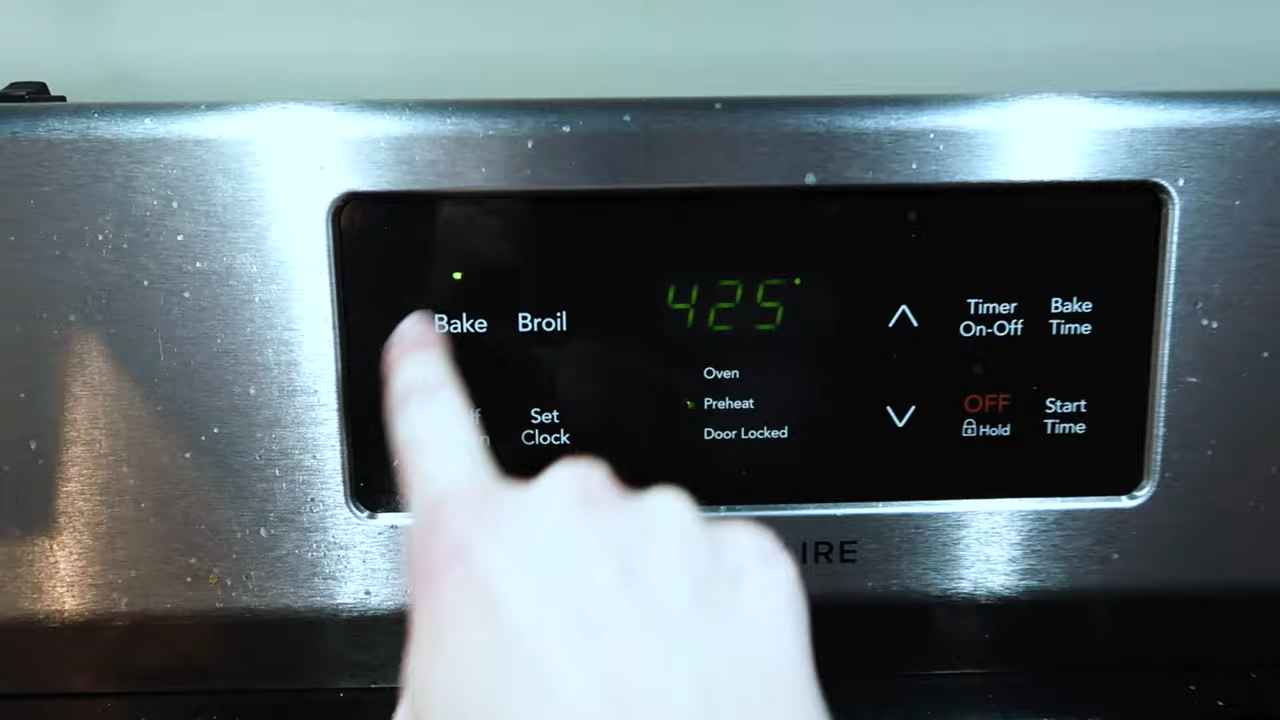 Bake Broil
425°
Timer
On-Off
Bake
Time
Oven
Preheat
Door Locked
Set
Clock
OFF
Hold
Start
Time